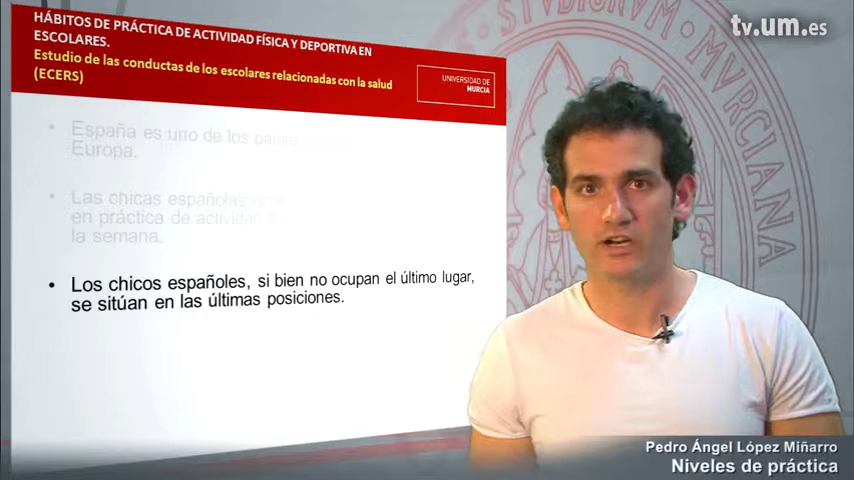 HÁBITOS DE PRÁCTICA DE ACTIVIDAD FÍSICA Y DEPORTIVA EN
ESCOLARES.
Estudio de las conductas de los escolares relacionadas con la salud
(ECERS)
UNIVERSIDAD DE
MURCIA
• España es uno de los
Europa.
• Las chicas españolas
en práctica de actividad
la semana.
• Los chicos españoles, si bien no ocupan el último lugar,
se sitúan en las últimas posiciones.
tv.um.es
MVRCIANA
Pedro Ángel López Miñarro
Niveles de práctica